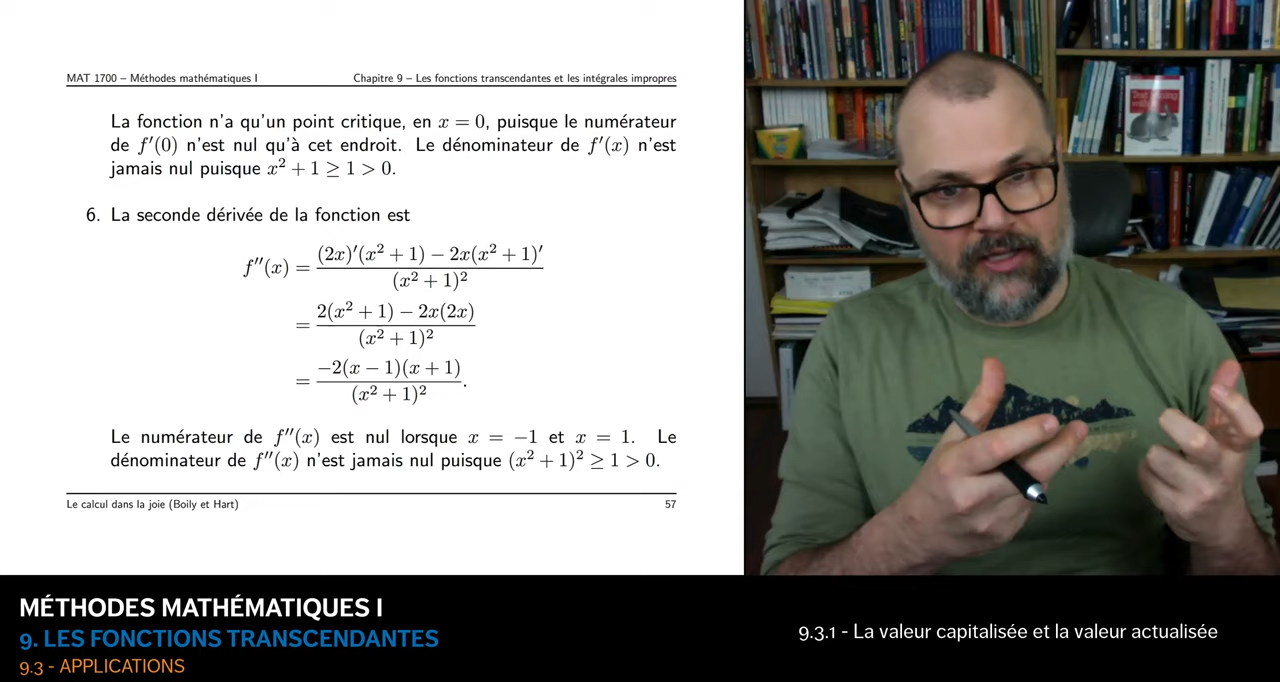 MAT 1700 – Méthodes mathématiques I
Chapitre 9 – Les fonctions transcendantes et les intégrales impropres
La fonction n'a qu'un point critique, en x = 0, puisque le numérateur
de f′(0) n'est nul qu'à cet endroit. Le dénominateur de f′(x) n'est
jamais nul puisque x² + 1 ≥ 1 > 0.
6. La seconde dérivée de la fonction est
f″(x) = (2x)′(x² + 1) − 2x(x² + 1)′ / (x² + 1)²
= 2(x² + 1) − 2x(2x) / (x² + 1)²
= −2(x − 1)(x + 1) / (x² + 1)² .
Le numérateur de f″(x) est nul lorsque x = −1 et x = 1. Le
dénominateur de f″(x) n'est jamais nul puisque (x² + 1)² ≥ 1 > 0.
Le calcul dans la joie (Boily et Hart)
57
MÉTHODES MATHÉMATIQUES I
9. LES FONCTIONS TRANSCENDANTES
9.3 - APPLICATIONS
9.3.1 - La valeur capitalisée et la valeur actualisée